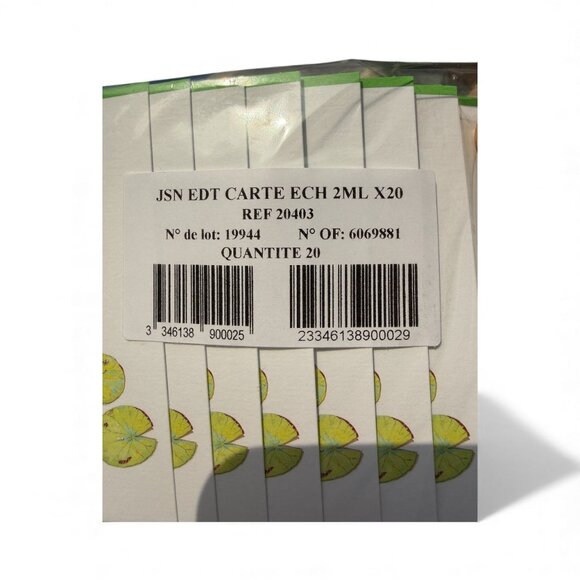 JSN EDT CARTE ECH 2ML X20
REF 20403
N° de lot: 19944 N° OF: 6069881
QUANTITE 20
3 346138 900025
23346138900029